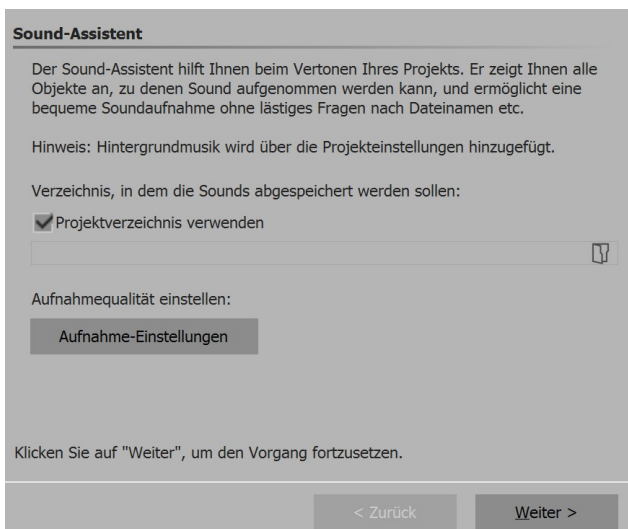 Sound-Assistent
Der Sound-Assistent hilft Ihnen beim Vertonen Ihres Projekts. Er zeigt Ihnen alle
Objekte an, zu denen Sound aufgenommen werden kann, und ermöglicht eine
bequeme Soundaufnahme ohne lästiges Fragen nach Dateinamen etc.
Hinweis: Hintergrundmusik wird über die Projekteinstellungen hinzugefügt.
Verzeichnis, in dem die Sounds abgespeichert werden sollen:
Projektverzeichnis verwenden
Aufnahmequalität einstellen:
Aufnahme-Einstellungen
Klicken Sie auf "Weiter", um den Vorgang fortzusetzen.
< Zurück
Weiter >